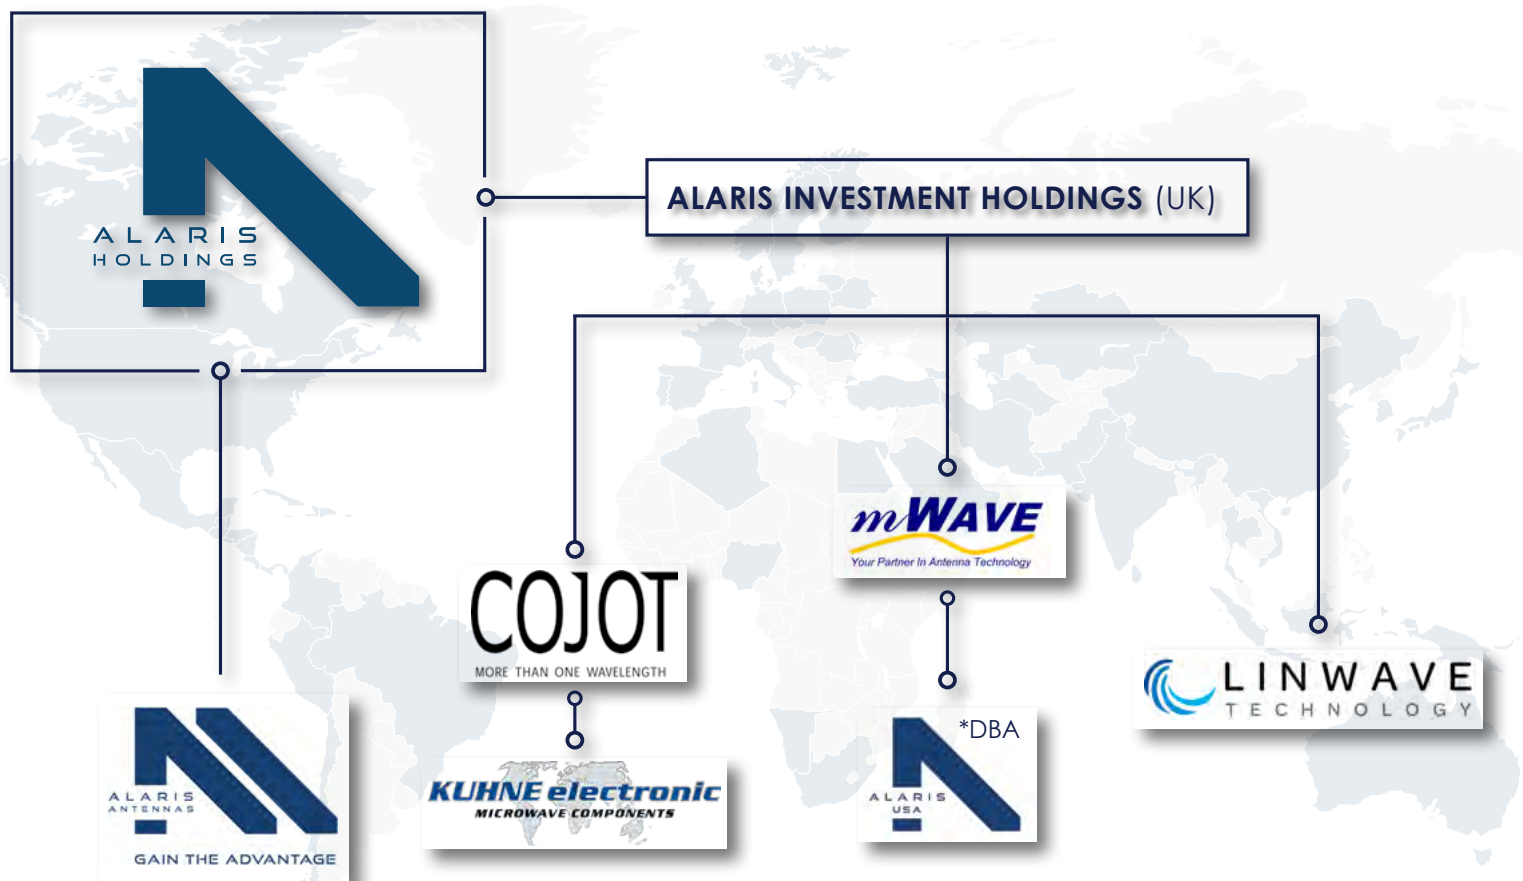 ALARIS
HOLDINGS
ALARIS INVESTMENT HOLDINGS (UK)
mWAVE
Your Partner In Antenna Technology
COJOT
MORE THAN ONE WAVELENGTH
LINWAVE
TECHNOLOGY
ALARIS
ANTENNAS
GAIN THE ADVANTAGE
KUHNE electronic
MICROWAVE COMPONENTS
*DBA
ALARIS
USA